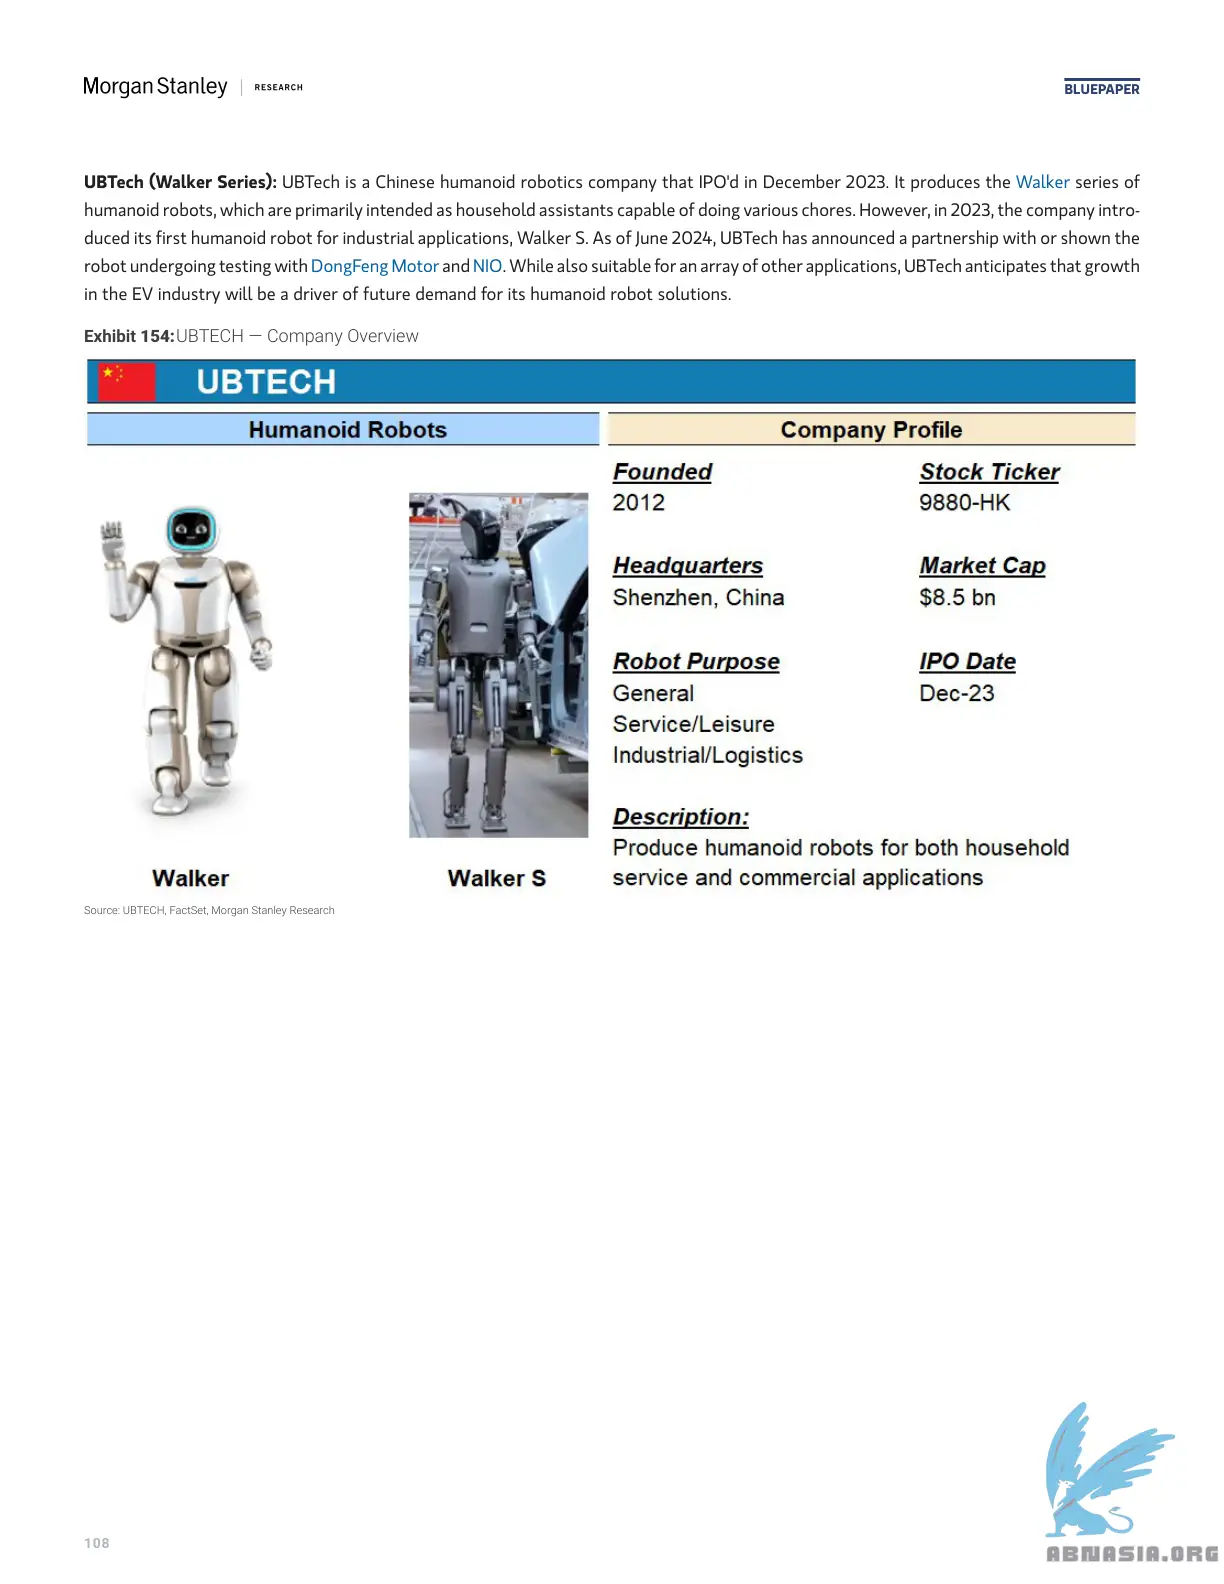 Morgan Stanley | RESEARCH
BLUEPAPER
UBTech (Walker Series): UBTech is a Chinese humanoid robotics company that IPO'd in December 2023. It produces the Walker series of
humanoid robots, which are primarily intended as household assistants capable of doing various chores. However, in 2023, the company intro-
duced its first humanoid robot for industrial applications, Walker S. As of June 2024, UBTech has announced a partnership with or shown the
robot undergoing testing with DongFeng Motor and NIO. While also suitable for an array of other applications, UBTech anticipates that growth
in the EV industry will be a driver of future demand for its humanoid robot solutions.
Exhibit 154: UBTECH — Company Overview
UBTECH
Humanoid Robots
Company Profile
Founded
2012
Stock Ticker
9880-HK
Headquarters
Shenzhen, China
Market Cap
$8.5 bn
Robot Purpose
General
Service/Leisure
Industrial/Logistics
IPO Date
Dec-23
Description:
Produce humanoid robots for both household
service and commercial applications
Walker
Walker S
Source: UBTECH, FactSet, Morgan Stanley Research
108
ABNASIA.ORG